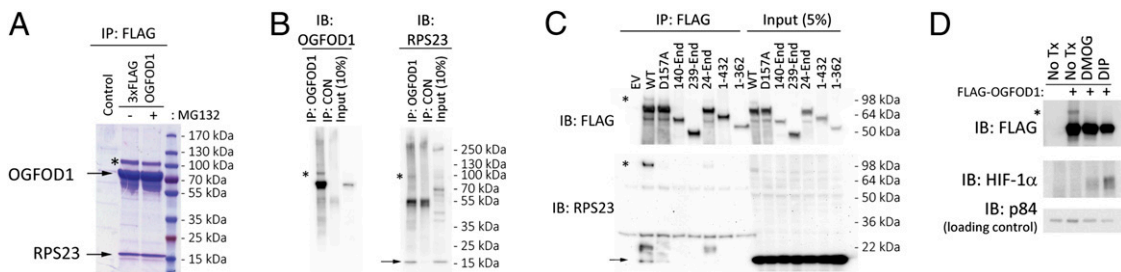 A
IP: FLAG
Control
3xFLAG
OGFOD1
- + : MG132
- 170 kDa
- 130 kDa
- 100 kDa
- 70 kDa
- 55 kDa
- 35 kDa
- 25 kDa
- 15 kDa
*
OGFOD1
RPS23
B
IB:
OGFOD1
IB:
RPS23
IP: OGFOD1
IP: CON
Input (10%)
IP: OGFOD1
IP: CON
Input (10%)
*
*
- 250 kDa
- 130 kDa
- 100 kDa
- 70 kDa
- 55 kDa
- 35 kDa
- 25 kDa
- 15 kDa
C
IP: FLAG
Input (5%)
EV
WT
D157A
140-End
239-End
24-End
1-432
1-362
WT
D157A
140-End
239-End
24-End
1-432
1-362
*
IB: FLAG
- 98 kDa
- 64 kDa
- 50 kDa
*
IB: RPS23
- 98 kDa
- 64 kDa
- 50 kDa
- 36 kDa
- 22 kDa
D
No Tx
No Tx
DMOG
DIP
FLAG-OGFOD1: + + +
*
IB: FLAG
IB: HIF-1α
IB: p84
(loading control)